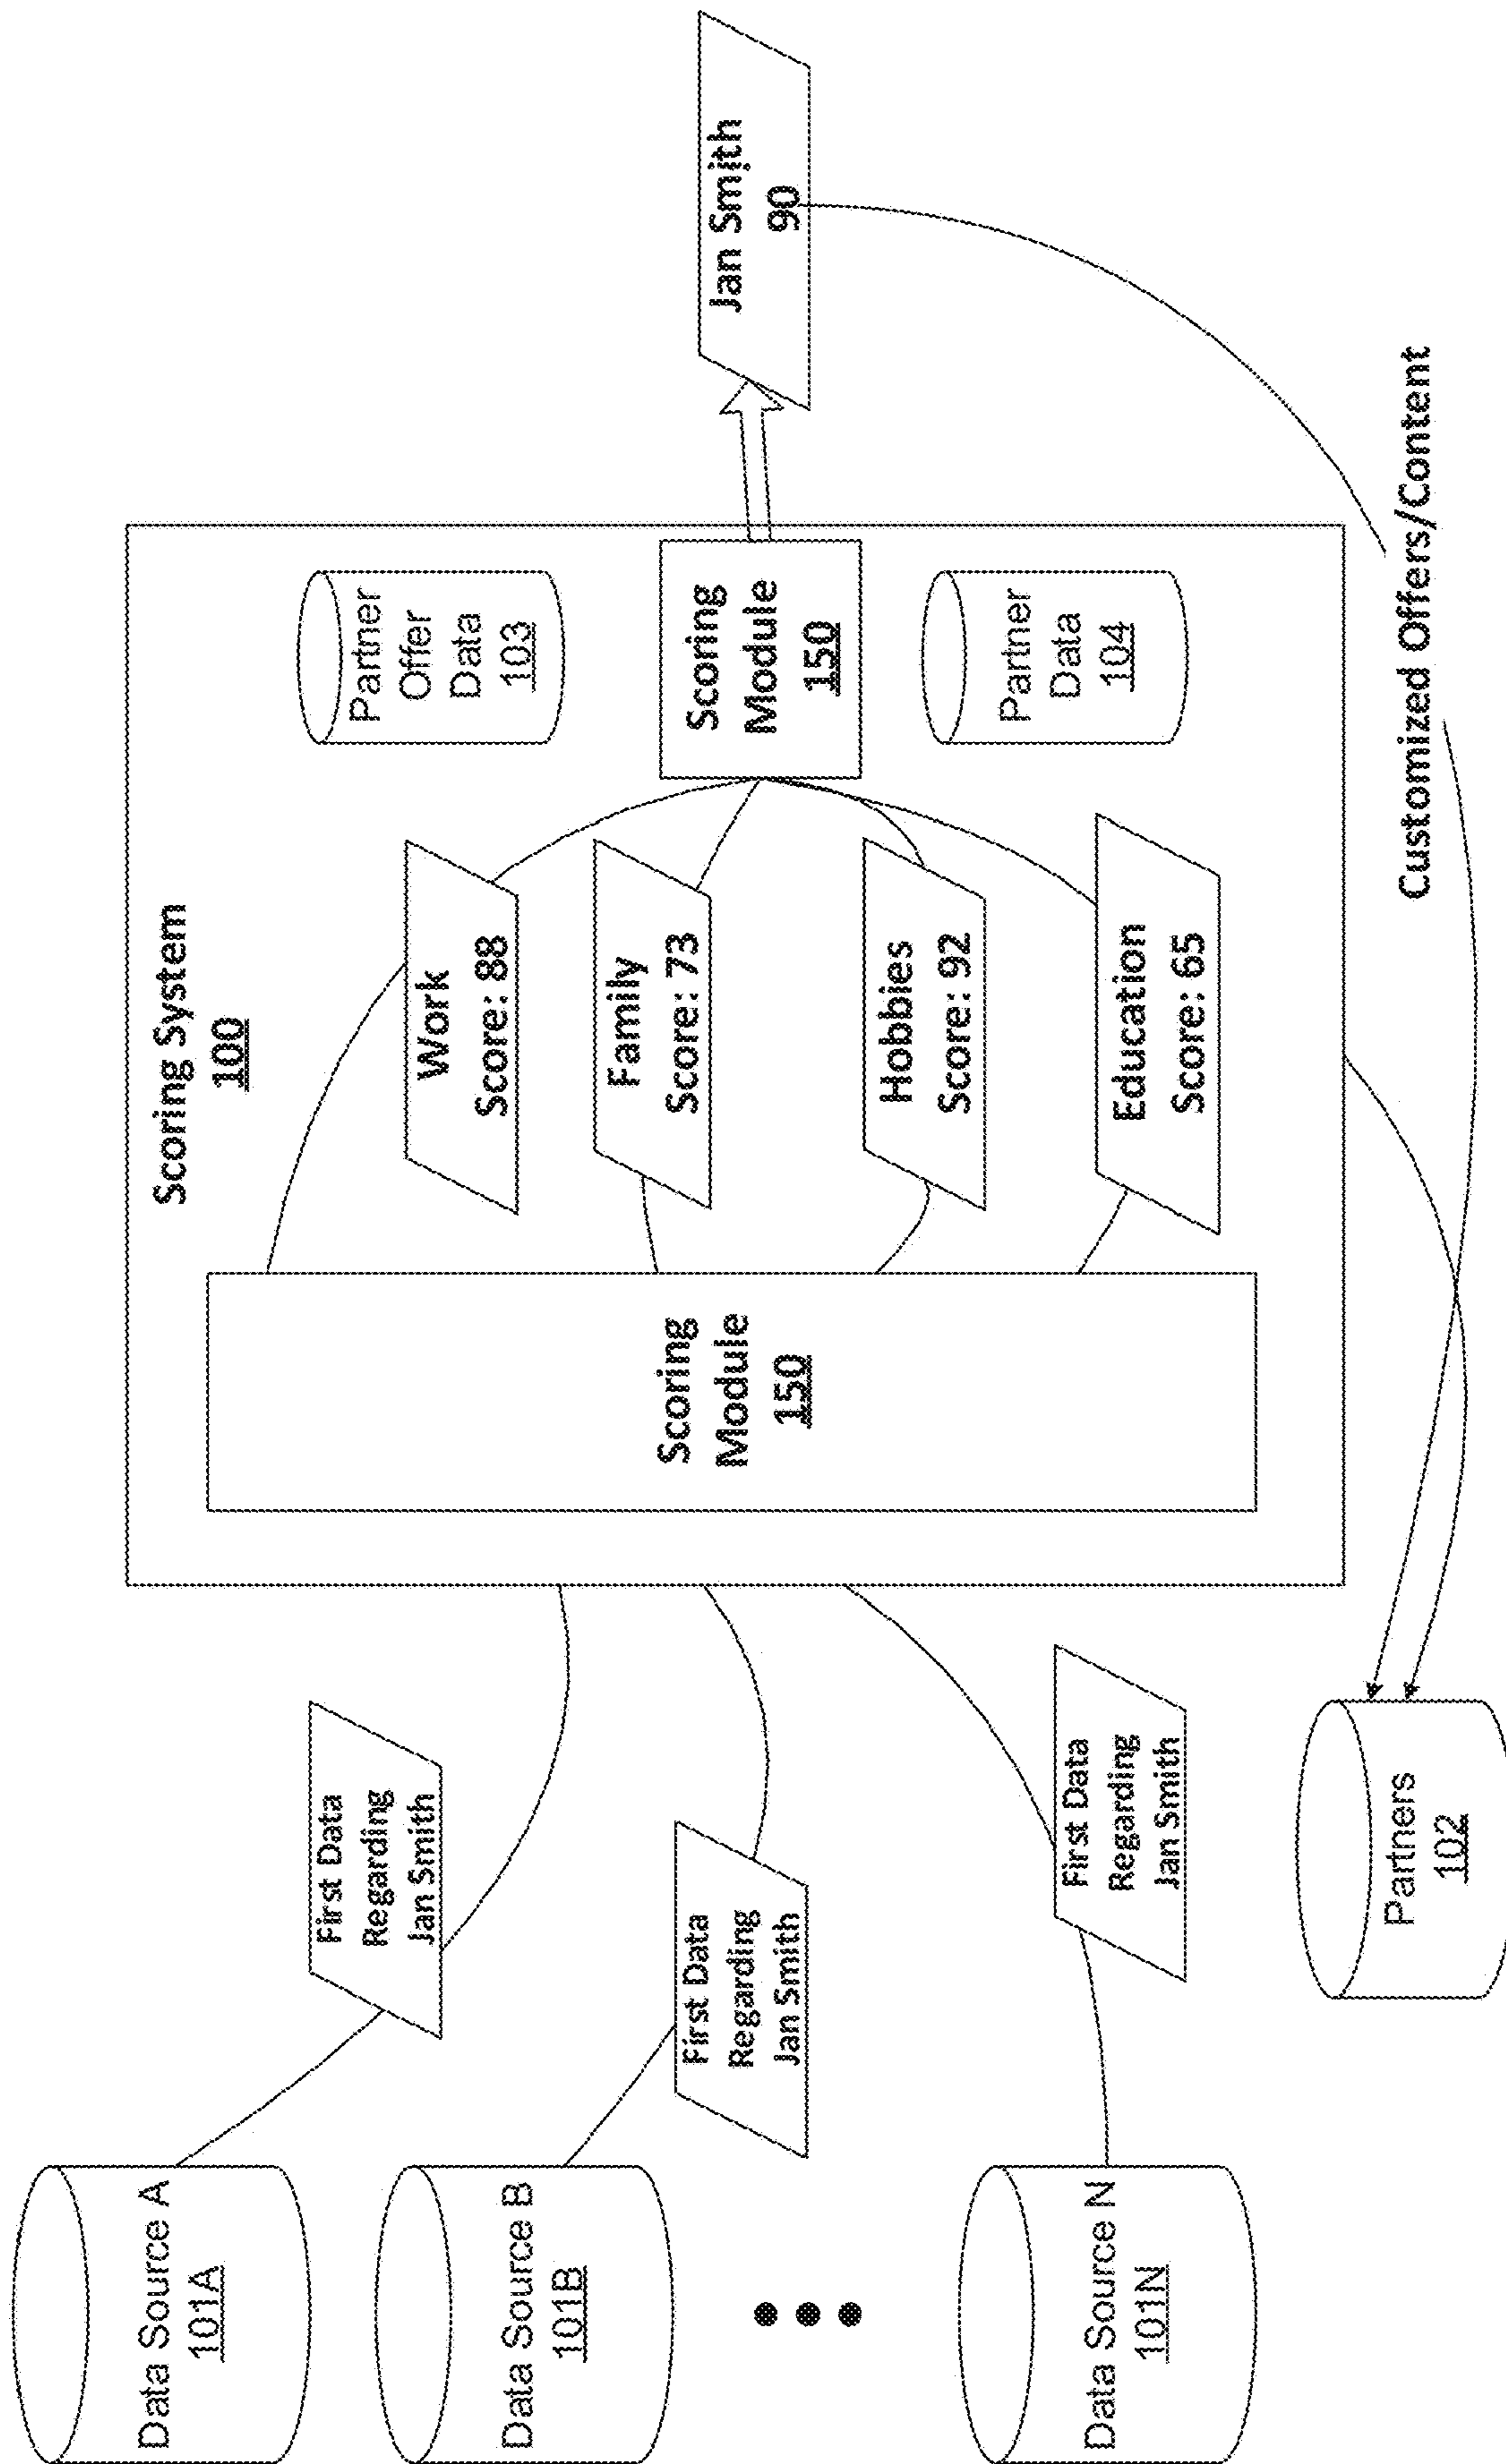 Data Source A
101A
Data Source B
101B
Data Source N
101N
First Data
Regarding
Jan Smith
First Data
Regarding
Jan Smith
First Data
Regarding
Jan Smith
Partners
102
Scoring System
100
Scoring
Module
150
Work
Score: 88
Family
Score: 73
Hobbies
Score: 92
Education
Score: 65
Partner
Offer
Data
103
Scoring
Module
150
Partner
Data
104
Jan Smith
90
Customized Offers/Content